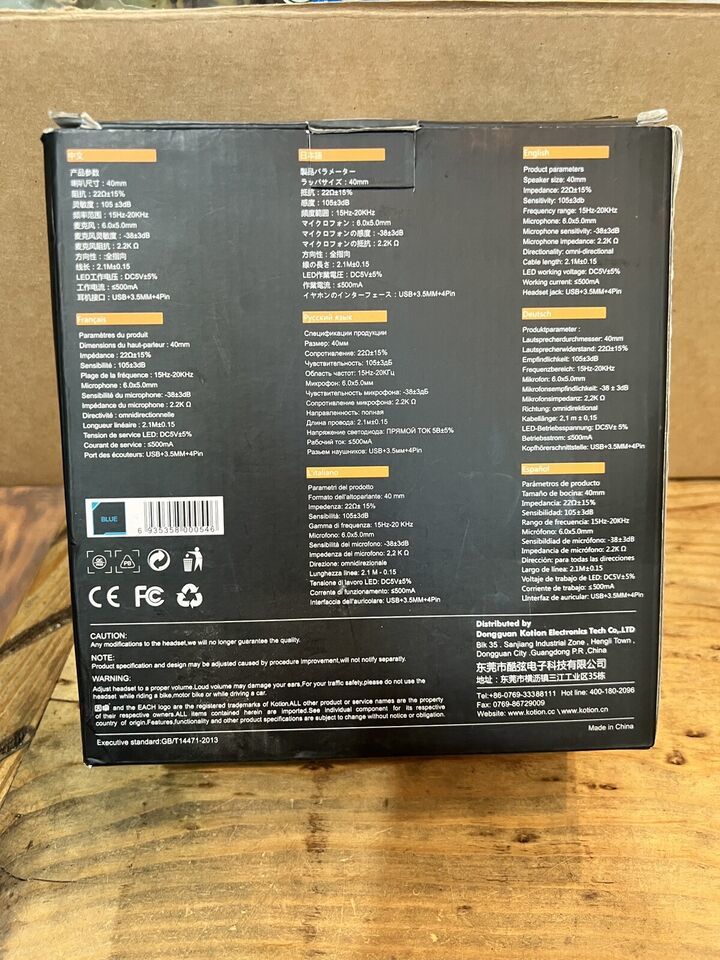 中文
产品参数
喇叭尺寸：40mm
阻抗：22Ω±15%
灵敏度：105 ±3dB
频率范围：15Hz-20KHz
麦克风：6.0x5.0mm
麦克风灵敏度：-38±3dB
麦克风阻抗：2.2K Ω
方向性：全指向
线长：2.1M±0.15
LED工作电压：DC5V±5%
工作电流：≤500mA
耳机接口：USB+3.5MM+4Pin
日本語
製品パラメーター
ラッパサイズ：40mm
抵抗：22Ω±15%
感度：105±3dB
頻度範囲：15Hz-20KHz
マイクロフォン：6.0x5.0mm
マイクロフォンの感度：-38±3dB
マイクロフォンの抵抗：2.2K Ω
方向性：全指向
線の長さ：2.1M±0.15
LED作業電圧：DC5V±5%
作業電流：≤500mA
イヤホンのインターフェース：USB+3.5MM+4Pin
English
Product parameters
Speaker size: 40mm
Impedance: 22Ω±15%
Sensitivity: 105±3db
Frequency range: 15Hz-20KHz
Microphone: 6.0x5.0mm
Microphone sensitivity: -38±3dB
Microphone impedance: 2.2K Ω
Directionality: omni-directional
Cable length: 2.1M±0.15
LED working voltage: DC5V±5%
Working current: ≤500mA
Headset jack: USB+3.5MM+4Pin
Français
Paramètres du produit
Dimensions du haut-parleur : 40mm
Impédance : 22Ω±15%
Sensibilité : 105±3dB
Plage de la fréquence : 15Hz-20KHz
Microphone : 6.0x5.0mm
Sensibilité du microphone: -38±3dB
Impédance du microphone : 2.2K Ω
Directivité : omnidirectionnelle
Longueur linéaire : 2.1M±0.15
Tension de service LED: DC5V±5%
Courant de service : ≤500mA
Port des écouteurs: USB+3.5MM+4Pin
Русский язык
Спецификации продукции
Размер: 40мм
Сопротивление: 22Ω±15%
Чувствительность: 105±3дБ
Область частот: 15Hz-20КГц
Микрофон: 6.0x5.0mm
Чувствительность микрофона: -38±3дБ
Сопротивление микрофона: 2.2K Ω
Направленность: полная
Длина провода: 2.1м±0.15
Напряжение светодиода: ПРЯМОЙ ТОК 5В±5%
Рабочий ток: ≤500mA
Разьем наушников: USB+3.5MM+4Pin
Deutsch
Produktparameter :
Lautsprecherdurchmesser: 40mm
Lautsprecherwiderstand: 22Ω±15%
Empfindlichkeit: 105±3dB
Frequenzbereich: 15Hz-20KHz
Mikrofon: 6.0x5.0mm
Mikrofonsempfindlichkeit: -38 ± 3dB
Mikrofonsimpedanz: 2.2K Ω
Richtung: omnidirektional
Kabellänge: 2,1 m ± 0,15
LED-Betriebsspannung: DC5V±5%
Betriebsstrom: ≤500mA
Kopfhörerschnittstelle: USB+3.5MM+4Pin
L'italiano
Parametri del prodotto
Formato dell'altoparlante: 40 mm
Impedenza: 22Ω± 15%
Sensibilità: 105±3dB
Gamma di frequenza: 15Hz-20 KHz
Microfono: 6.0x5.0mm
Sensibilità del microfono: -38±3dB
Impedenza del microfono: 2,2 K Ω
Direzione: omnidirezionale
Lunghezza linea: 2.1 M - 0.15
Tensione di lavoro LED: DC5V±5%
Corrente di funzionamento: ≤500mA
Interfaccia dell'auricolare: USB+3.5MM+4Pin
Español
Parámetros de producto
Tamaño de bocina: 40mm
Impedancia: 22Ω±15%
Sensibilidad: 105±3dB
Rango de frecuencia: 15Hz-20KHz
Micrófono: 6.0x5.0mm
Sensibildiad de micrófono: -38±3dB
Impedancia de micrófono: 2.2K Ω
Dirección: para todas las direcciones
Largo de línea: 2.1M±0.15
Voltaje de trabajo de LED: DC5V±5%
Corriente de trabajo: ≤500mA
LInterfaz de auricular: USB+3.5MM+4Pin
BLUE
6 935358 000546
PB
CE FC
CAUTION:
Any modifications to the headset,we will no longer guarantee the quality.
NOTE:
Product specification and design may be adjusted caused by procedure improvement,will not notify separatly.
WARNING:
Adjust headset to a proper volume.Loud volume may damage your ears.For your traffic safety,please do not use the
headset while riding a bike,motor bike or while driving a car.
and the EACH logo are the registered trademarks of Kotion.ALL other product or service names are the property
of their respective owners.ALL items contained herein are imported.See individual component for its respective
country of origin.Features,functionality and other product specifications are subject to change without notice or obligation.
Executive standard:GB/T14471-2013
Distributed by
Dongguan Kotion Electronics Tech Co,.LTD
Blk 35 . Sanjiang Industrial Zone , Hengli Town ,
Dongguan City .Guangdong P.R .China
东莞市酷弦电子科技有限公司
地址：东莞市横沥镇三江工业区35栋
Tel:+86-0769-33388111 Hot line: 400-180-2096
Fax: 0769-86729009
Website: www.kotion.cc www.kotion.cn
Made in China